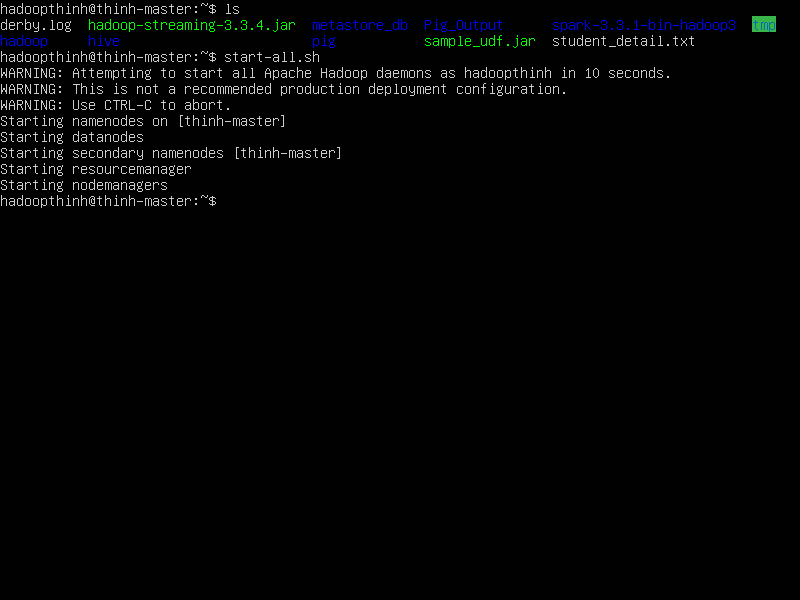 hadoopthinh@thinh-master:~$ ls
derby.log  hadoop-streaming-3.3.4.jar  metastore_db  Pig_Output      spark-3.3.1-bin-hadoop3  tmp
hadoop     hive                        pig           sample_udf.jar  student_detail.txt
hadoopthinh@thinh-master:~$ start-all.sh
WARNING: Attempting to start all Apache Hadoop daemons as hadoopthinh in 10 seconds.
WARNING: This is not a recommended production deployment configuration.
WARNING: Use CTRL-C to abort.
Starting namenodes on [thinh-master]
Starting datanodes
Starting secondary namenodes [thinh-master]
Starting resourcemanager
Starting nodemanagers
hadoopthinh@thinh-master:~$